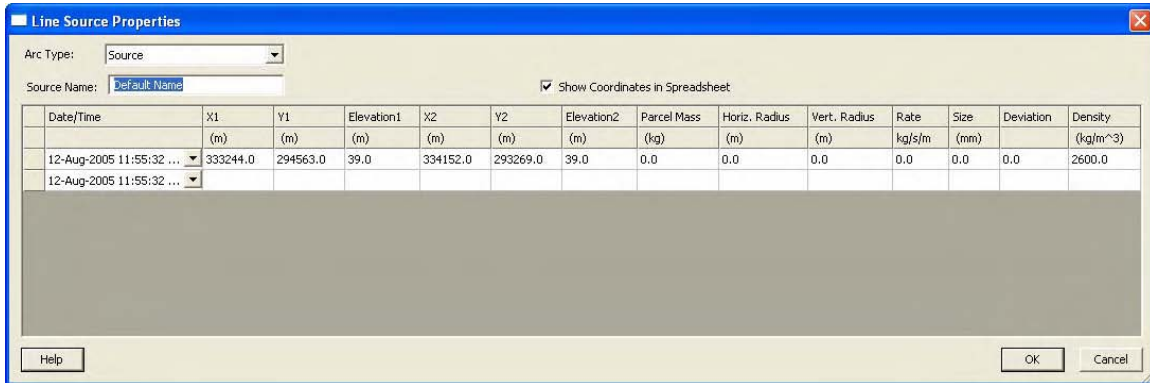 Line Source Properties
Arc Type: Source
Source Name: Default Name
Show Coordinates in Spreadsheet
Date/Time X1 Y1 Elevation1 X2 Y2 Elevation2 Parcel Mass Horiz. Radius Vert. Radius Rate Size Deviation Density
(m) (m) (m) (m) (m) (m) (kg) (m) (m) kg/s/m (mm) (kg/m^3)
12-Aug-2005 11:55:32 ... 333244.0 294563.0 39.0 334152.0 293269.0 39.0 0.0 0.0 0.0 0.0 0.0 0.0 2600.0
12-Aug-2005 11:55:32 ...
Help OK Cancel